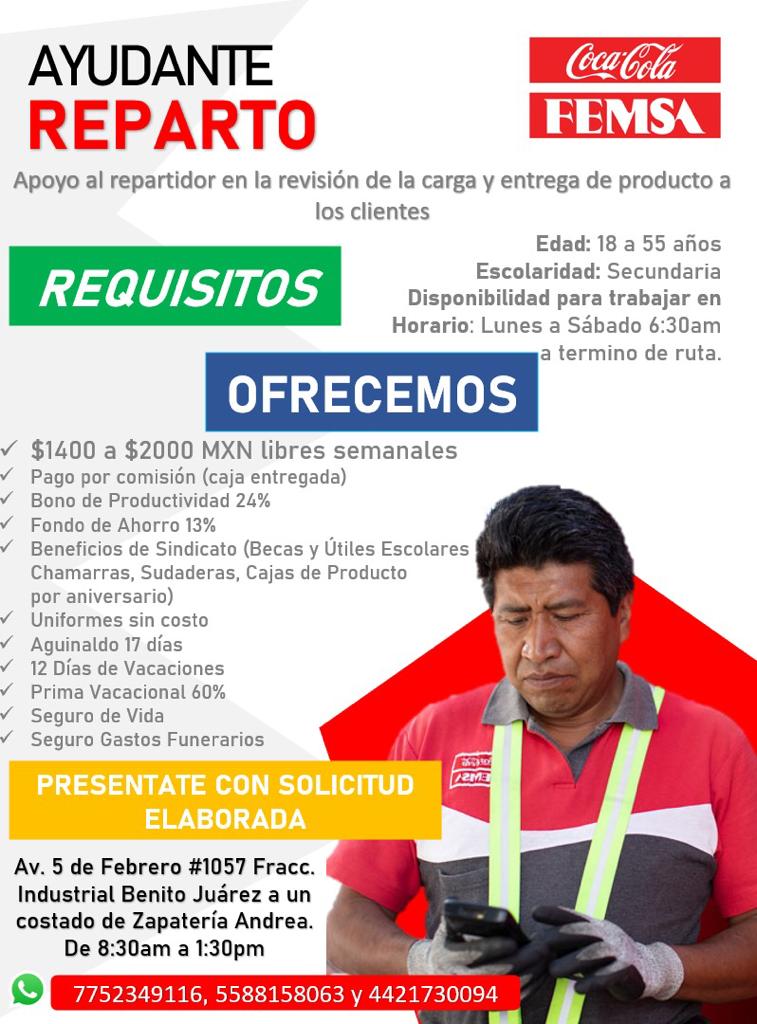 AYUDANTE
REPARTO
Coca-Cola
FEMSA
Apoyo al repartidor en la revisión de la carga y entrega de producto a
los clientes
REQUISITOS
Edad: 18 a 55 años
Escolaridad: Secundaria
Disponibilidad para trabajar en
Horario: Lunes a Sábado 6:30am
a termino de ruta.
OFRECEMOS
✓ $1400 a $2000 MXN libres semanales
✓ Pago por comisión (caja entregada)
✓ Bono de Productividad 24%
✓ Fondo de Ahorro 13%
✓ Beneficios de Sindicato (Becas y Útiles Escolares
Chamarras, Sudaderas, Cajas de Producto
por aniversario)
✓ Uniformes sin costo
✓ Aguinaldo 17 días
✓ 12 Días de Vacaciones
✓ Prima Vacacional 60%
✓ Seguro de Vida
✓ Seguro Gastos Funerarios
FEMSA
PRESENTATE CON SOLICITUD
ELABORADA
Av. 5 de Febrero #1057 Fracc.
Industrial Benito Juárez a un
costado de Zapatería Andrea.
De 8:30am a 1:30pm
7752349116, 5588158063 y 4421730094